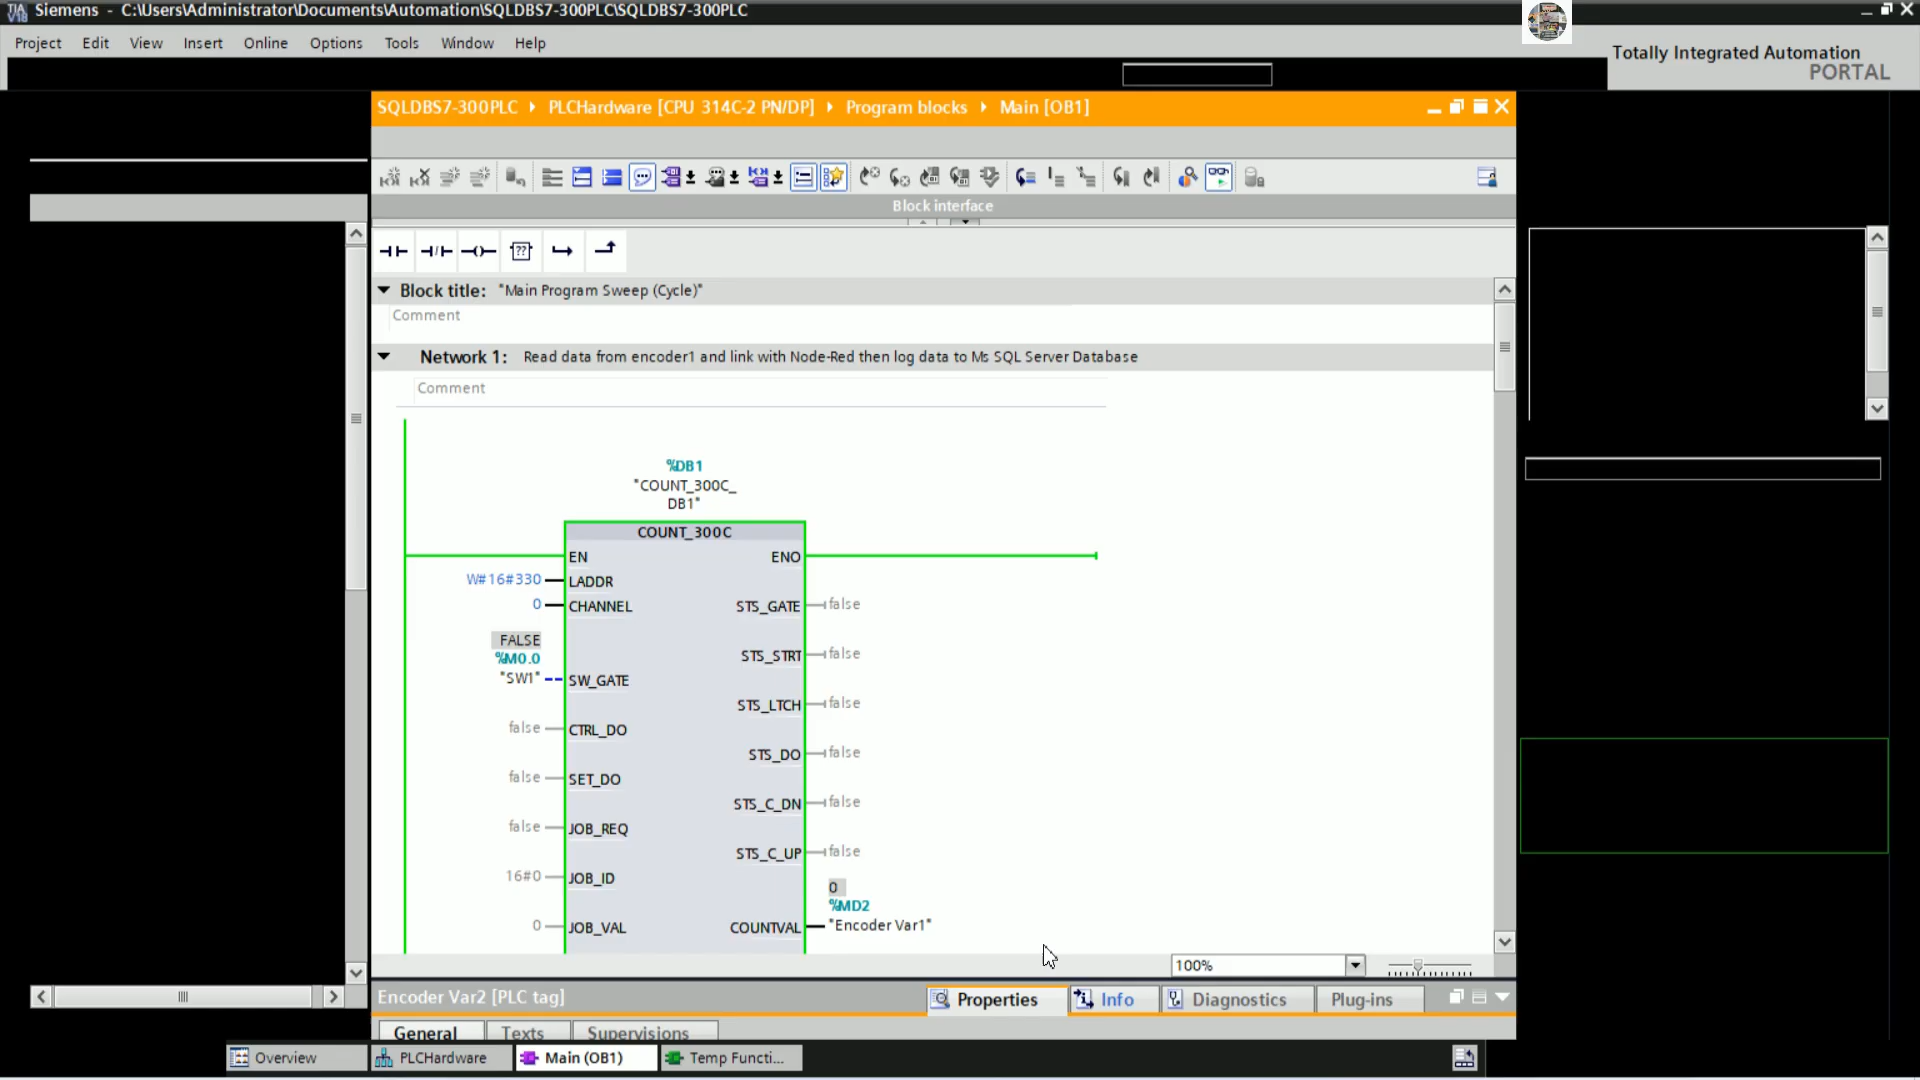 Siemens - C:\Users\Administrator\Documents\Automation\SQLDBS7-300PLC\SQLDBS7-300PLC
Project Edit View Insert Online Options Tools Window Help
Totally Integrated Automation
PORTAL
SQLDBS7-300PLC PLCHardware [CPU 314C-2 PN/DP] Program blocks Main [OB1]
Block interface
??
Block title: "Main Program Sweep (Cycle)"
Comment
Network 1: Read data from encoder1 and link with Node-Red then log data to Ms SQL Server Database
Comment
%DB1
"COUNT_300C_
DB1"
COUNT_300C
EN ENO
W#16#330 LADDR
0 CHANNEL STS_GATE false
FALSE
%M0.0
"SW1" SW_GATE
STS_STRT false
STS_LTCH false
false CTRL_DO
STS_DO false
false SET_DO
STS_C_DN false
false JOB_REQ
STS_C_UP false
16#0 JOB_ID
0
%MD2
0 JOB_VAL COUNTVAL "Encoder Var1"
100%
Encoder Var2 [PLC tag] Properties Info Diagnostics Plug-ins
General Texts Supervisions
Overview PLCHardware Main (OB1) Temp Functi...